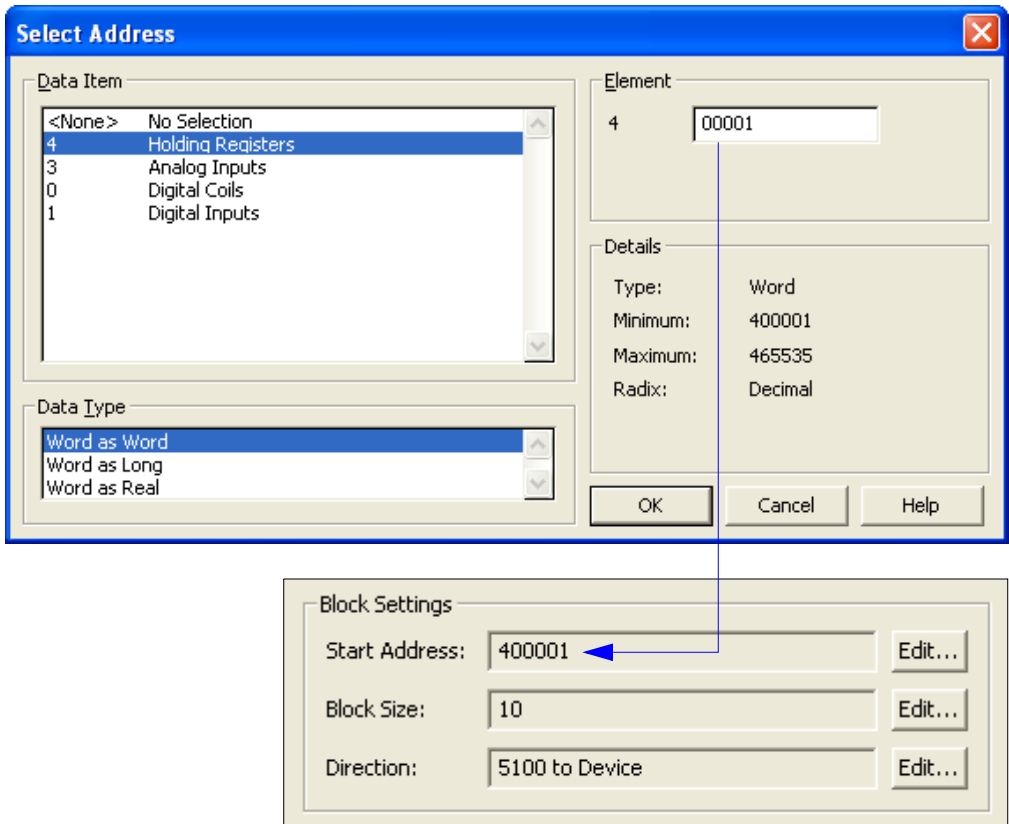 Select Address
Data Item
<None> No Selection
4 Holding Registers
3 Analog Inputs
0 Digital Coils
1 Digital Inputs
Data Type
Word as Word
Word as Long
Word as Real
Element
4 00001
Details
Type: Word
Minimum: 400001
Maximum: 465535
Radix: Decimal
OK Cancel Help
Block Settings
Start Address: 400001 Edit...
Block Size: 10 Edit...
Direction: 5100 to Device Edit...